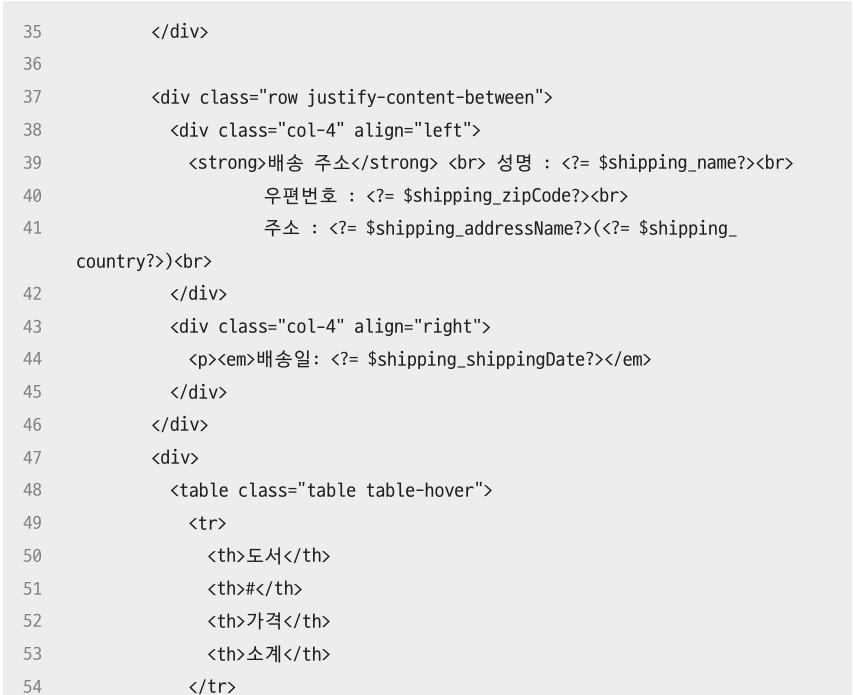 35 </div>
36
37 <div class="row justify-content-between">
38 <div class="col-4" align="left">
39 <strong>배송 주소</strong> <br> 성명 : <?= $shipping_name?><br>
40 우편번호 : <?= $shipping_zipCode?><br>
41 주소 : <?= $shipping_addressName?>(<?= $shipping_
country?>)<br>
42 </div>
43 <div class="col-4" align="right">
44 <p><em>배송일: <?= $shipping_shippingDate?></em>
45 </div>
46 </div>
47 <div>
48 <table class="table table-hover">
49 <tr>
50 <th>도서</th>
51 <th>#</th>
52 <th>가격</th>
53 <th>소계</th>
54 </tr>